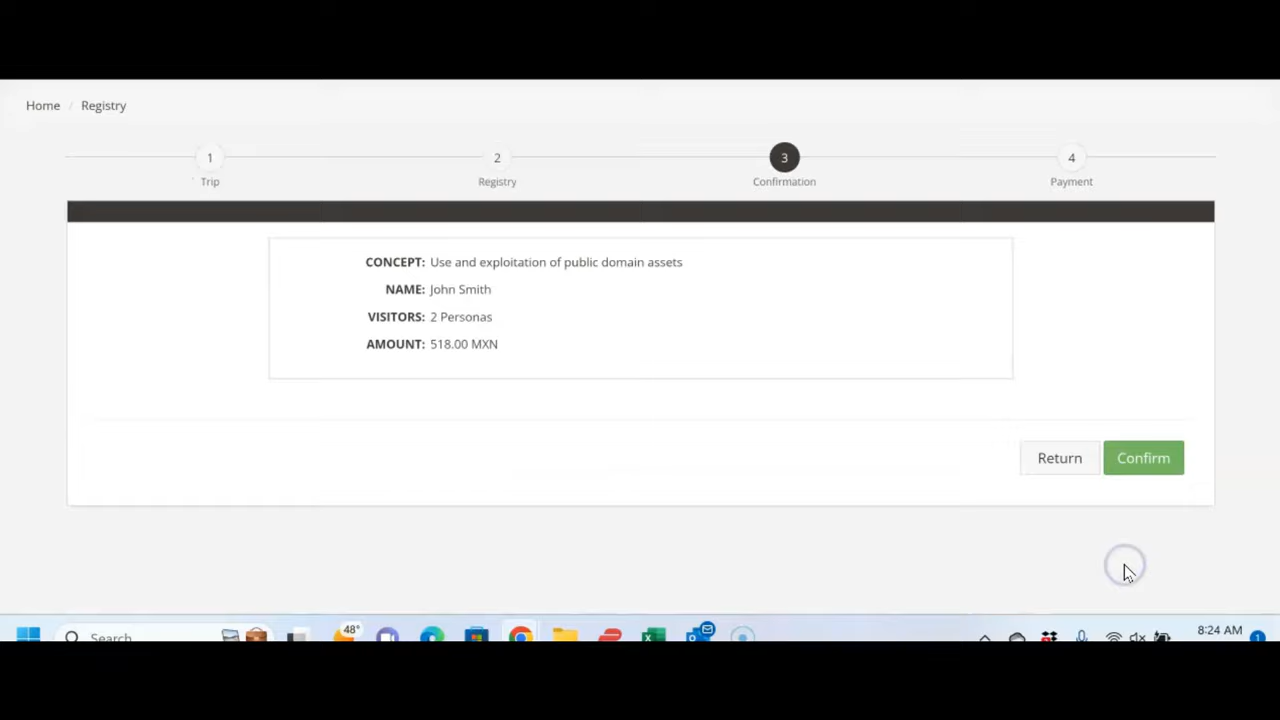 Home / Registry
1
2
3
4
Trip
Registry
Confirmation
Payment
CONCEPT: Use and exploitation of public domain assets
NAME: John Smith
VISITORS: 2 Personas
AMOUNT: 518.00 MXN
Return
Confirm
Search
48°
8:24 AM
1